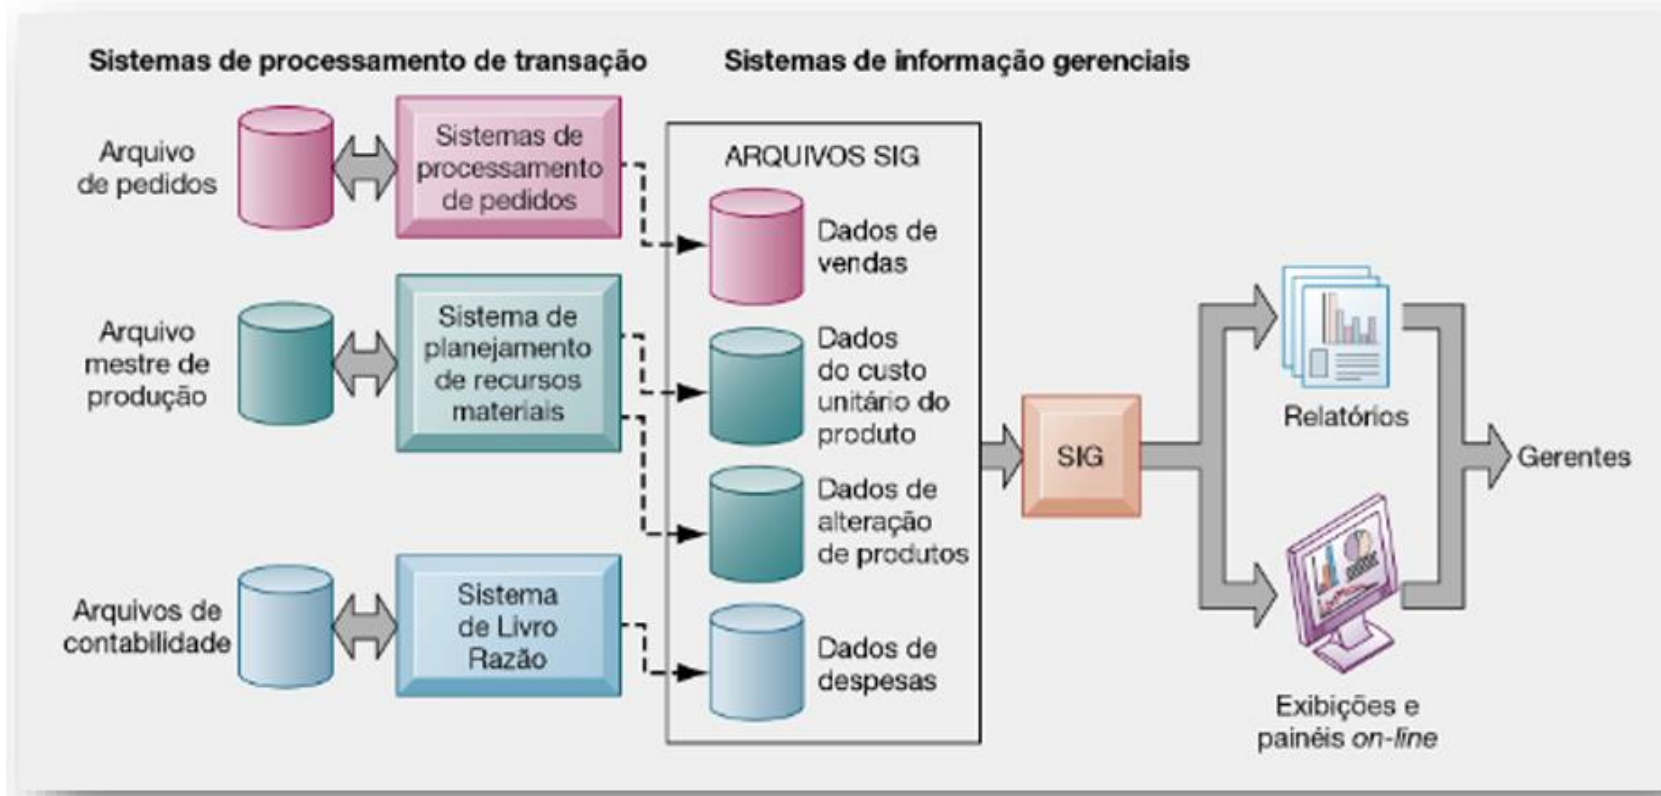 Sistemas de processamento de transação
Sistemas de informação gerenciais
Arquivo
de pedidos
Sistemas de
processamento
de pedidos
Arquivo
mestre de
produção
Sistema de
planejamento
de recursos
materiais
Arquivos de
contabilidade
Sistema
de Livro
Razão
ARQUIVOS SIG
Dados de
vendas
Dados
do custo
unitário do
produto
Dados de
alteração
de produtos
Dados de
despesas
SIG
Relatórios
Exibições e
painéis on-line
Gerentes